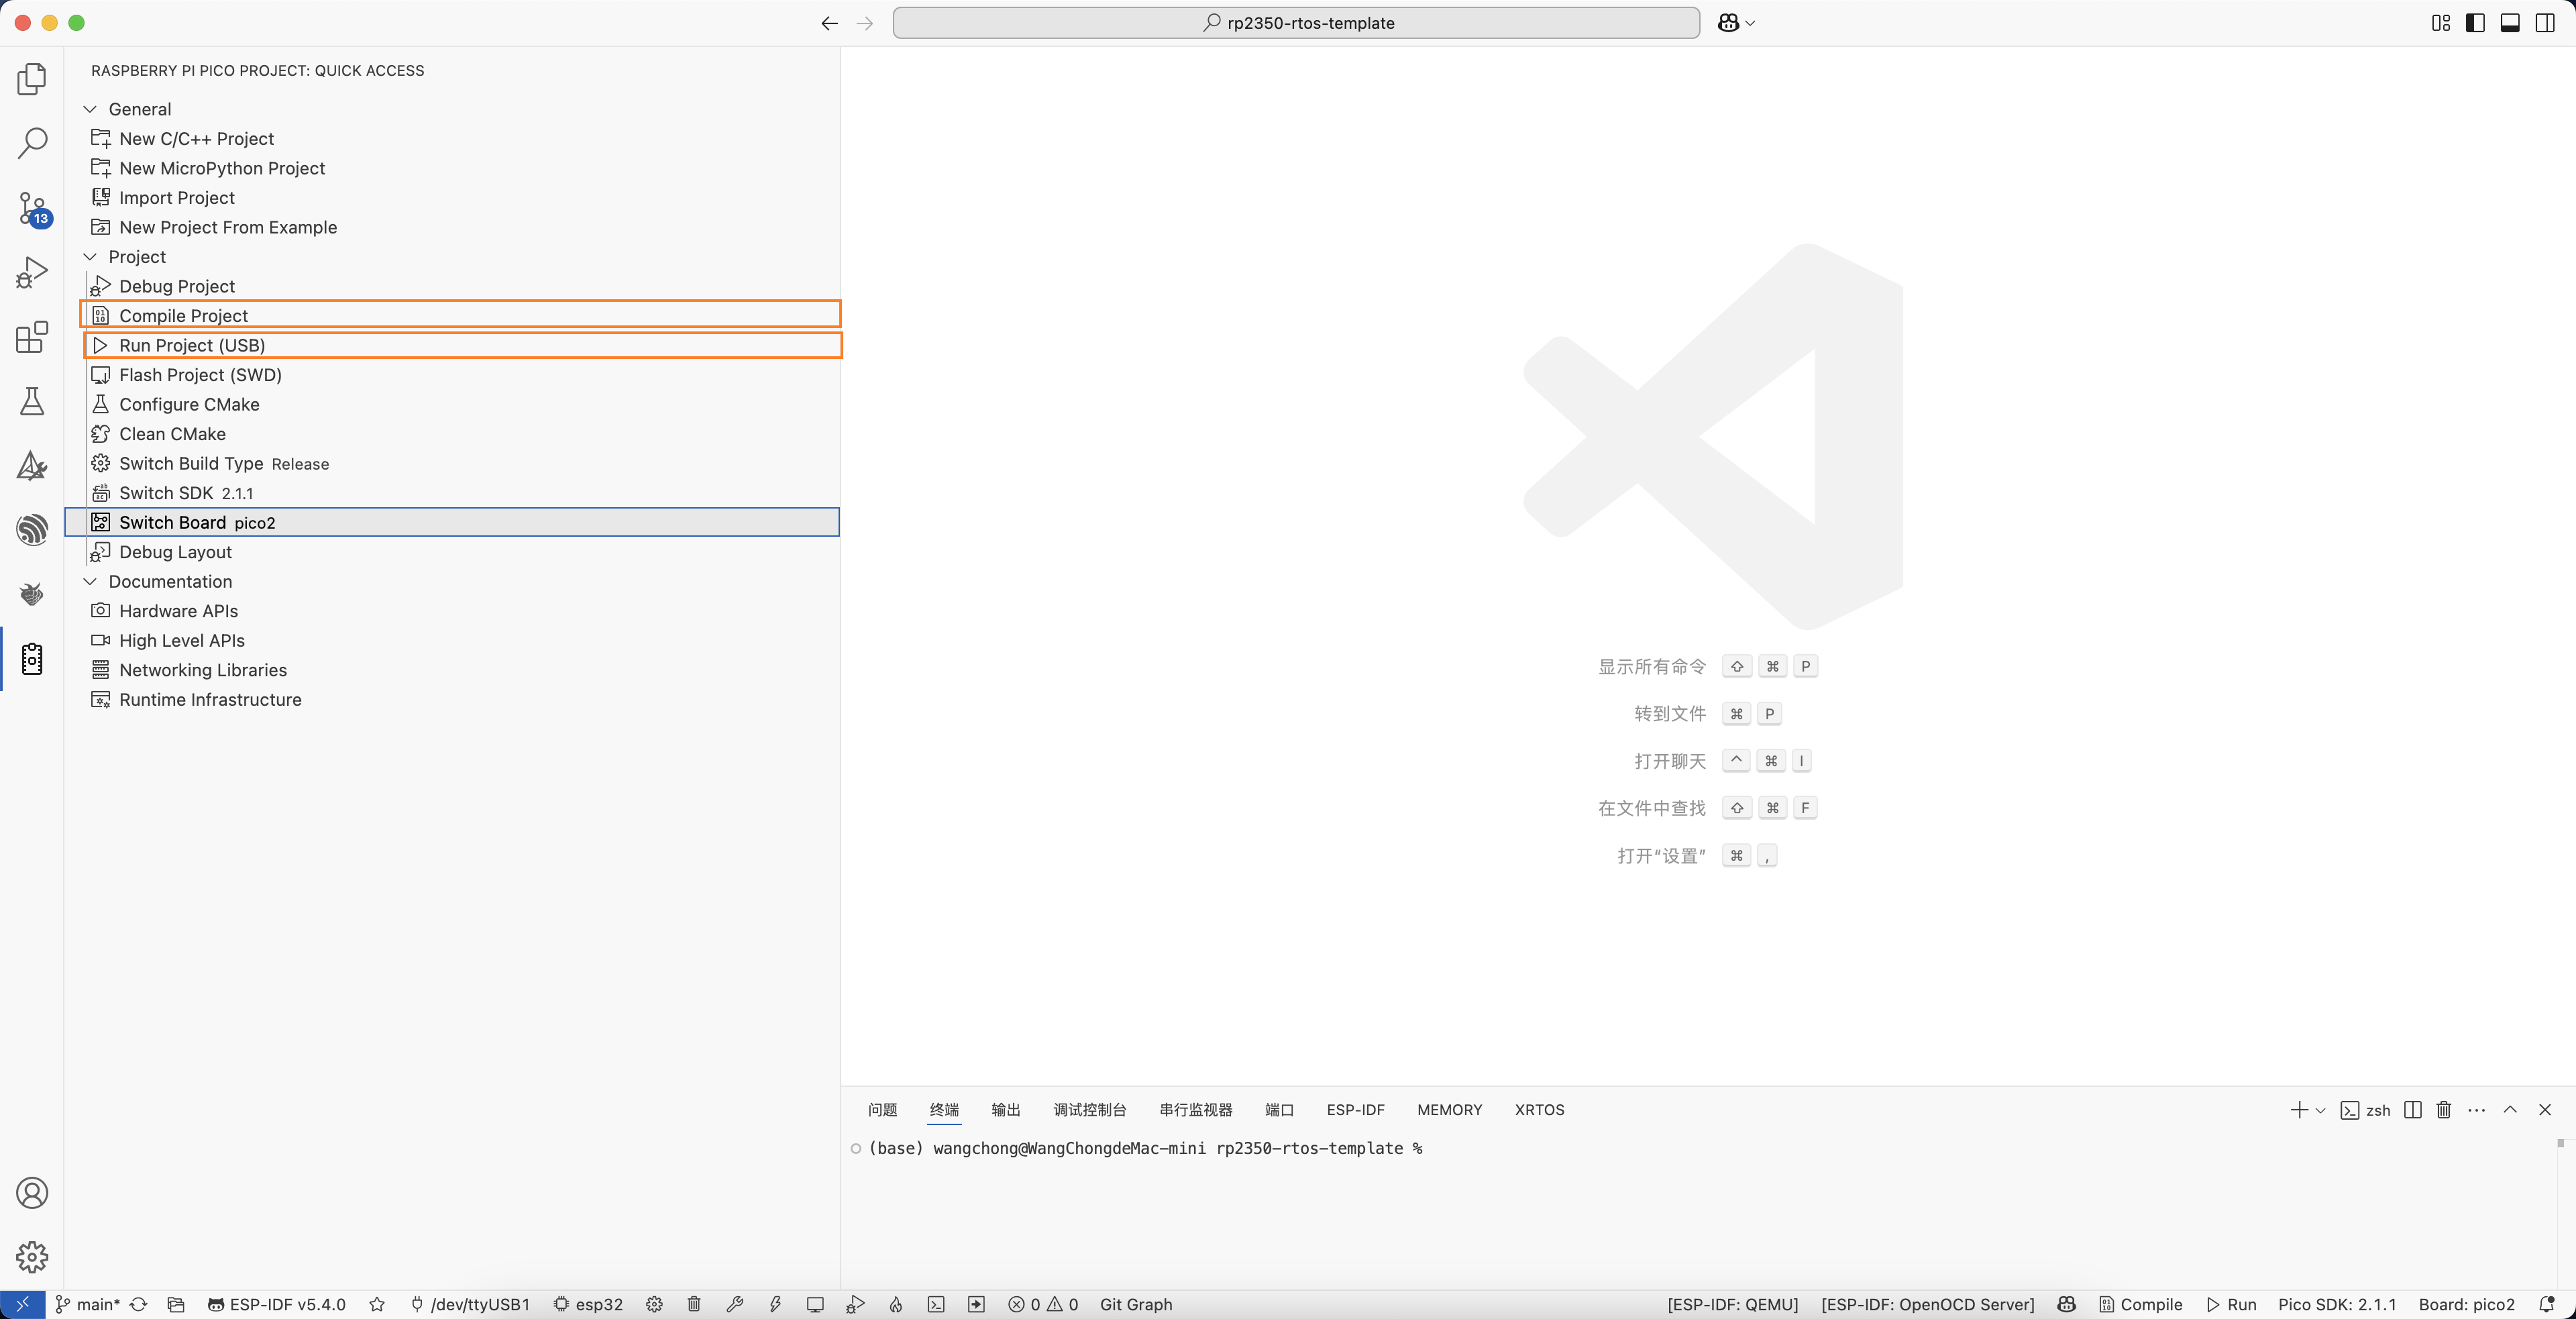 rp2350-rtos-template
RASPBERRY PI PICO PROJECT: QUICK ACCESS
General
New C/C++ Project
New MicroPython Project
Import Project
New Project From Example
Project
Debug Project
Compile Project
Run Project (USB)
Flash Project (SWD)
Configure CMake
Clean CMake
Switch Build Type Release
Switch SDK 2.1.1
Switch Board pico2
Debug Layout
Documentation
Hardware APIs
High Level APIs
Networking Libraries
Runtime Infrastructure
13
显示所有命令 ⇧ ⌘ P
转到文件 ⌘ P
打开聊天 ^ ⌘ I
在文件中查找 ⇧ ⌘ F
打开“设置” ⌘ ,
问题 终端 输出 调试控制台 串行监视器 端口 ESP-IDF MEMORY XRTOS zsh
(base) wangchong@WangChongdeMac-mini rp2350-rtos-template %
main* ESP-IDF v5.4.0 /dev/ttyUSB1 esp32 0 0 Git Graph [ESP-IDF: QEMU] [ESP-IDF: OpenOCD Server] Compile Run Pico SDK: 2.1.1 Board: pico2